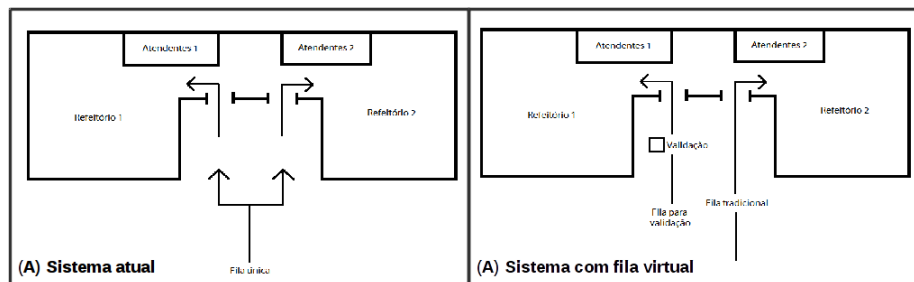 Atendentes 1
Atendentes 2
Refeitório 1
Refeitório 2
Fila única
(A) Sistema atual
Atendentes 1
Atendentes 2
Refeitório 1
Refeitório 2
Validação
Fila para
validação
Fila tradicional
(A) Sistema com fila virtual